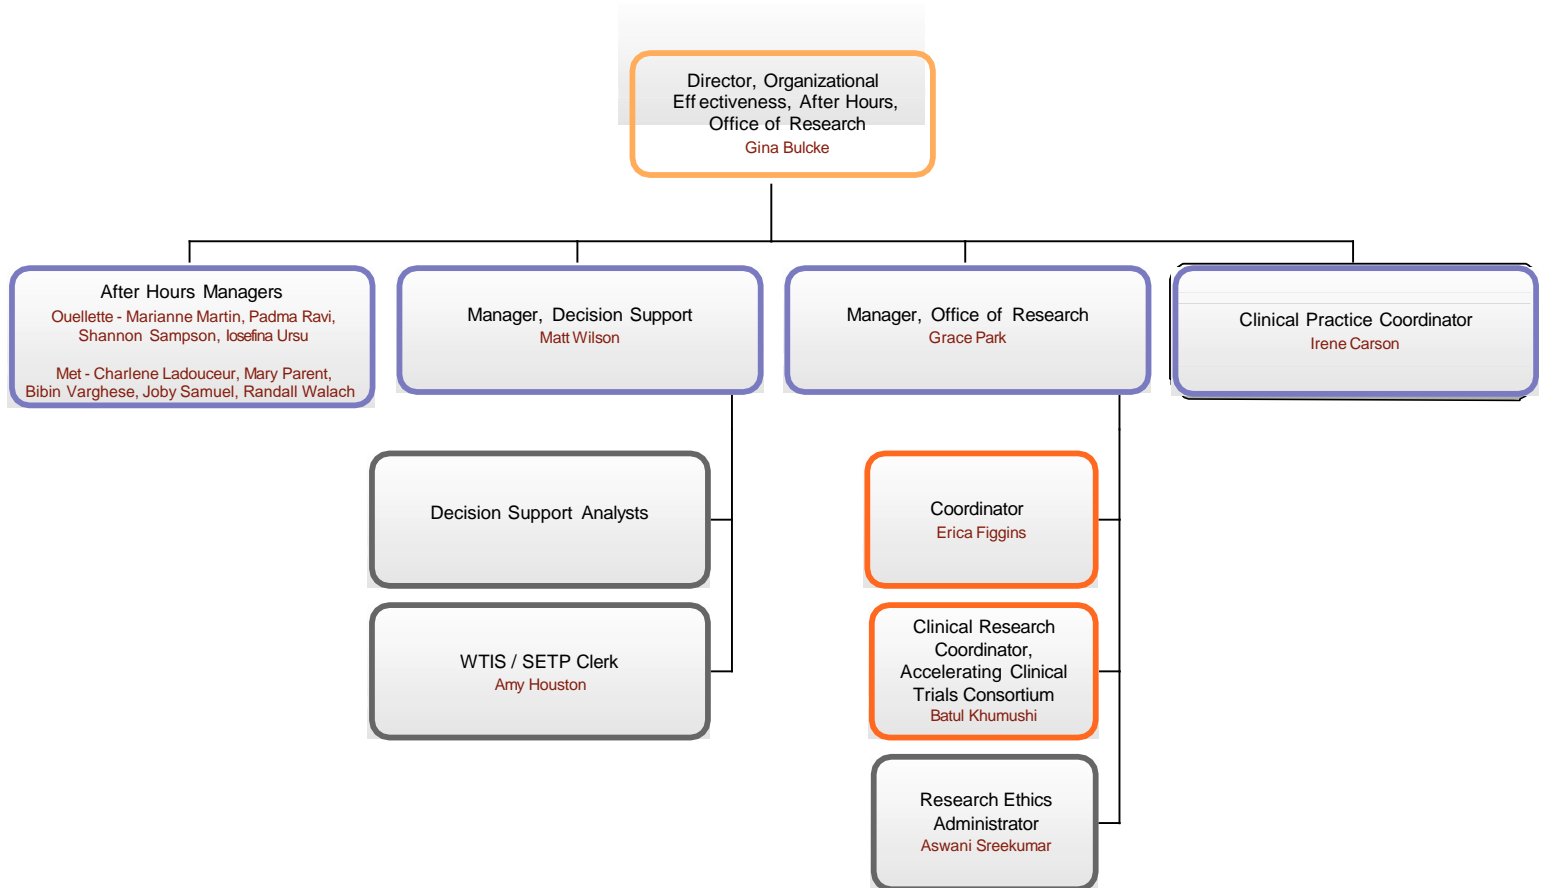 Director, Organizational
Effectiveness, After Hours,
Office of Research
Gina Bulcke
After Hours Managers
Ouellette - Marianne Martin, Padma Ravi,
Shannon Sampson, Iosefina Ursu
Met - Charlene Ladouceur, Mary Parent,
Bibin Varghese, Joby Samuel, Randall Walach
Manager, Decision Support
Matt Wilson
Manager, Office of Research
Grace Park
Clinical Practice Coordinator
Irene Carson
Decision Support Analysts
WTIS / SETP Clerk
Amy Houston
Coordinator
Erica Figgins
Clinical Research
Coordinator,
Accelerating Clinical
Trials Consortium
Batul Khumushi
Research Ethics
Administrator
Aswani Sreekumar